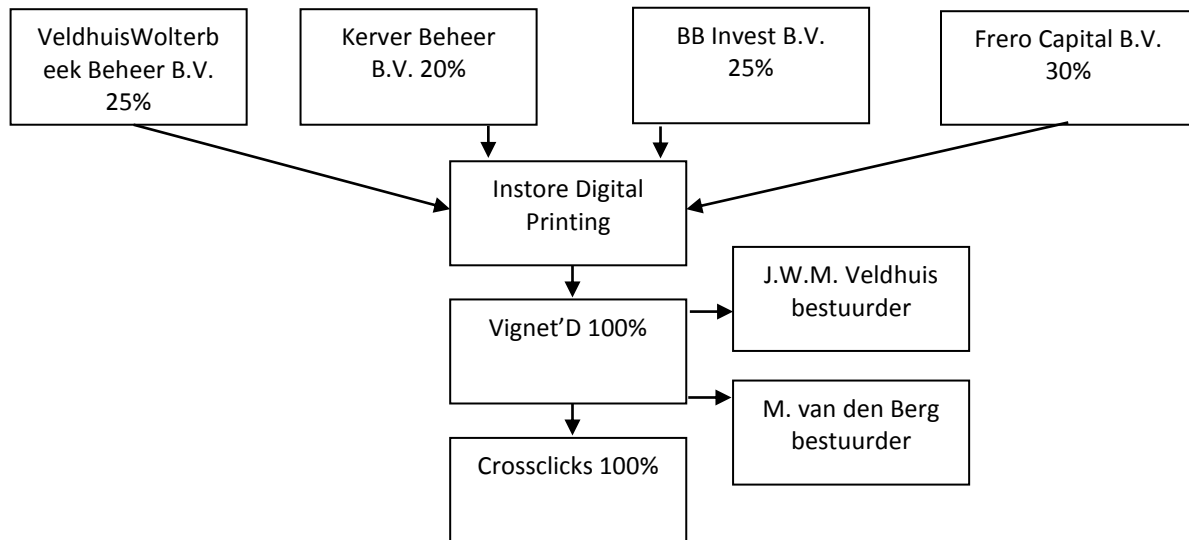 VeldhuisWolterb
eek Beheer B.V.
25%
Kerver Beheer
B.V. 20%
BB Invest B.V.
25%
Frero Capital B.V.
30%
Instore Digital
Printing
J.W.M. Veldhuis
bestuurder
Vignet’D 100%
M. van den Berg
bestuurder
Crossclicks 100%